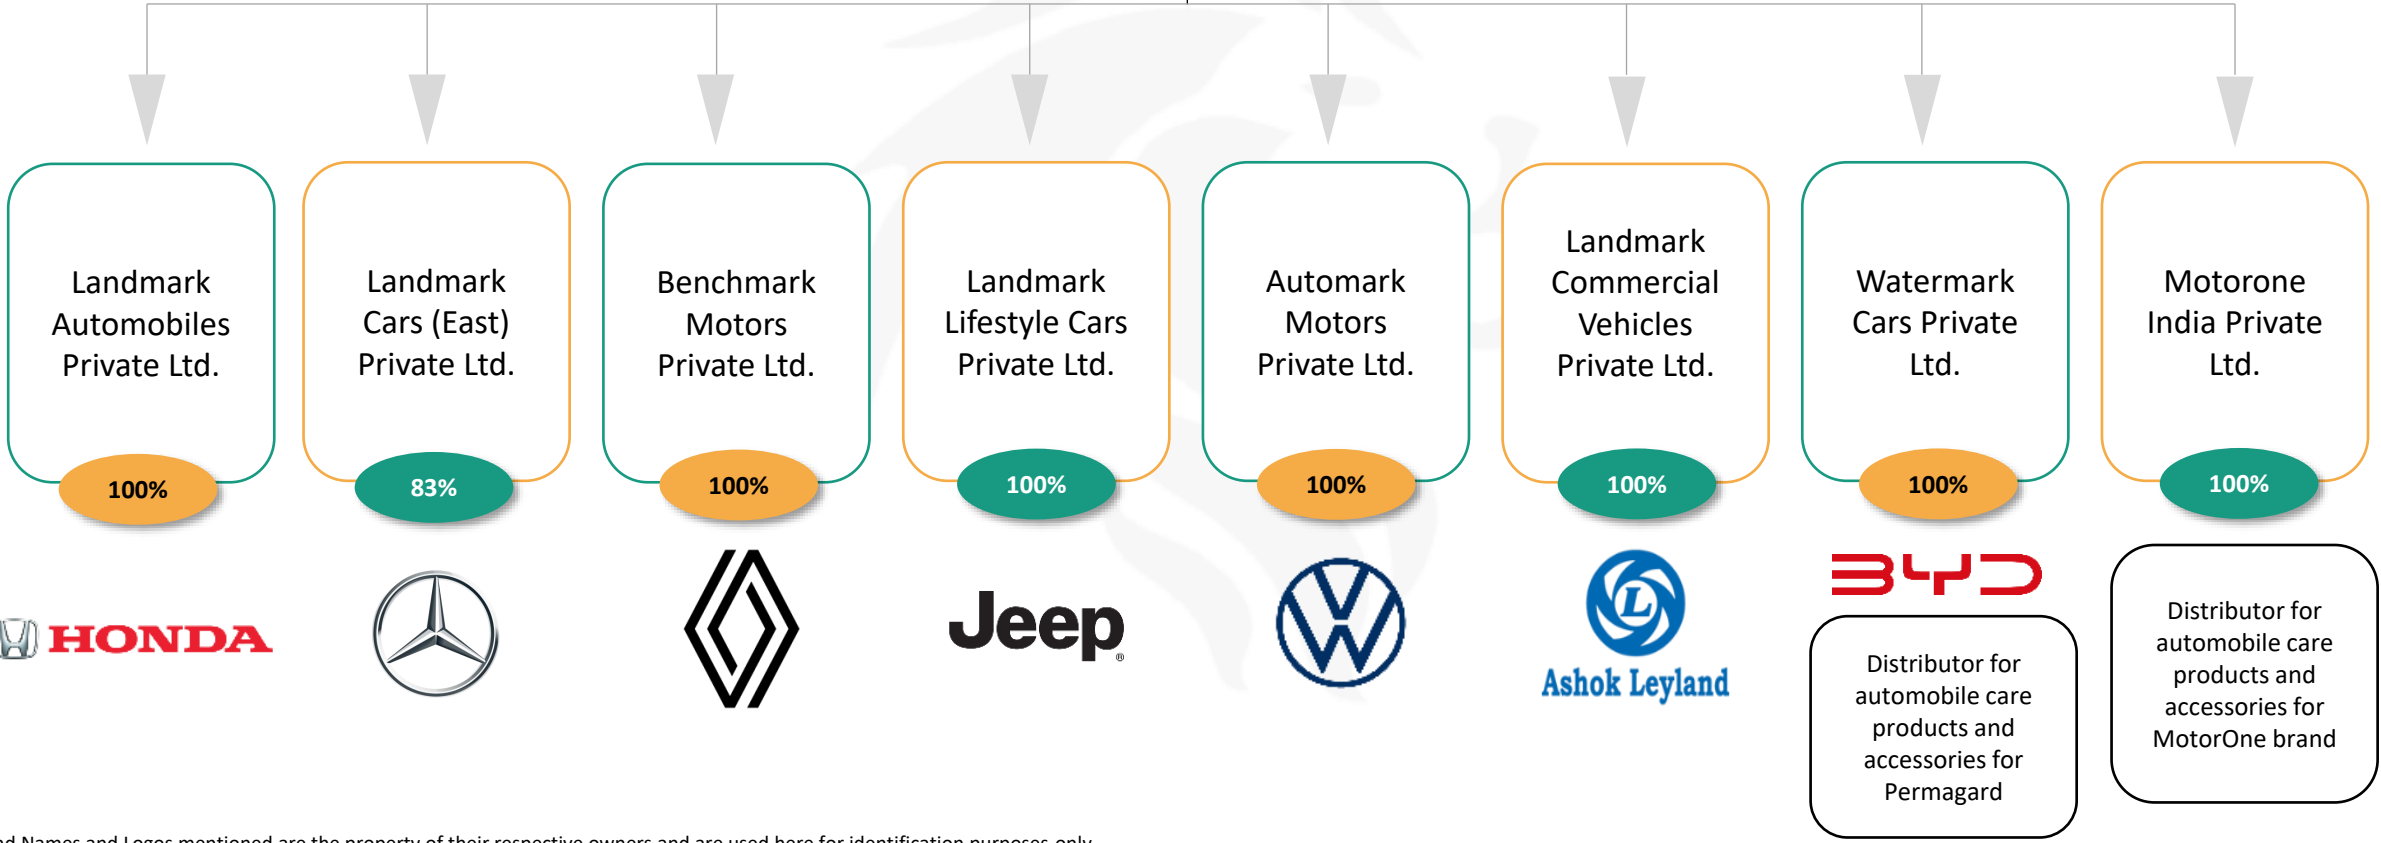 Landmark
Automobiles
Private Ltd.
100%
HONDA
Landmark
Cars (East)
Private Ltd.
83%
Benchmark
Motors
Private Ltd.
100%
Landmark
Lifestyle Cars
Private Ltd.
100%
Jeep
®
Automark
Motors
Private Ltd.
100%
VW
Landmark
Commercial
Vehicles
Private Ltd.
100%
L
Ashok Leyland
Watermark
Cars Private
Ltd.
100%
BYD
Distributor for
automobile care
products and
accessories for
Permagard
Motorone
India Private
Ltd.
100%
Distributor for
automobile care
products and
accessories for
MotorOne brand
Names and Logos mentioned are the property of their respective owners and are used here for identification purposes only